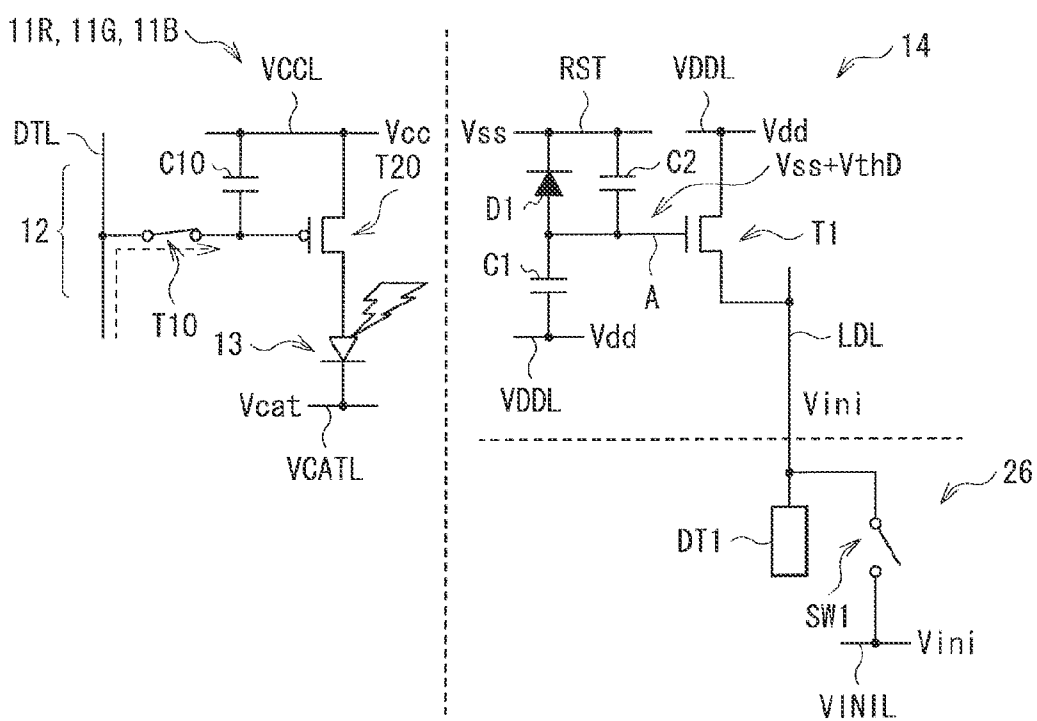 11R, 11G, 11B
VCCL
DTL
Vcc
C10
T20
12
T10
13
Vcat
VCATL
14
RST
VDDL
Vss
Vdd
C2
Vss+VthD
D1
T1
C1
A
Vdd
LDL
VDDL
Vini
26
DT1
SW1
Vini
VINIL